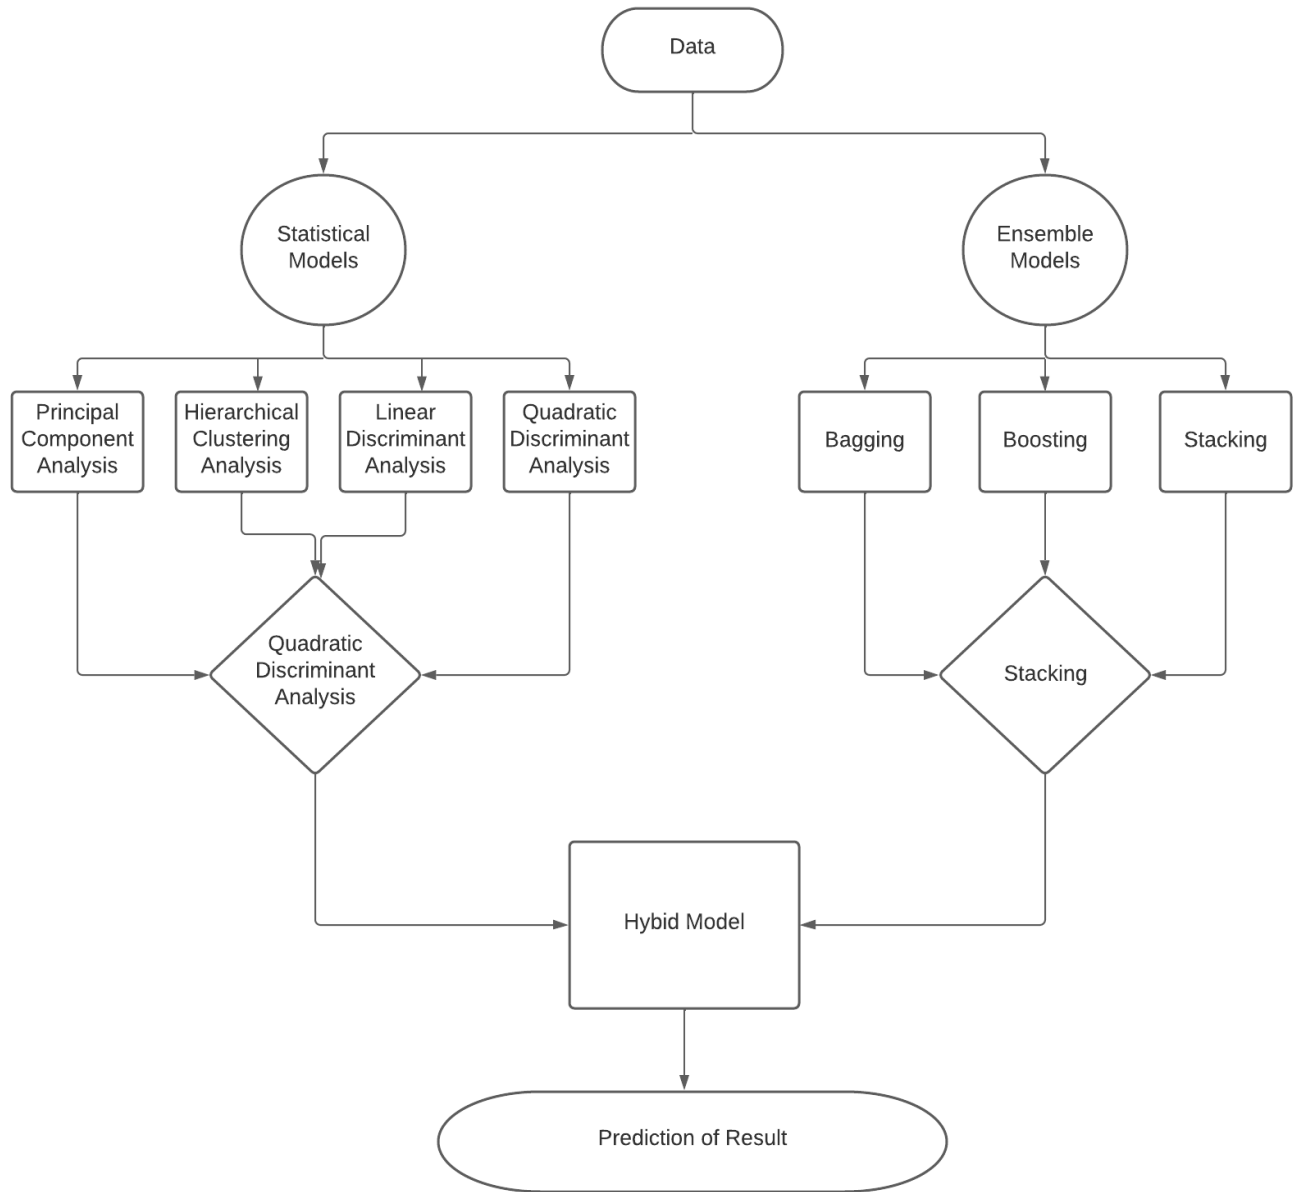 Data
Statistical
Models
Ensemble
Models
Principal
Component
Analysis
Hierarchical
Clustering
Analysis
Linear
Discriminant
Analysis
Quadratic
Discriminant
Analysis
Bagging
Boosting
Stacking
Quadratic
Discriminant
Analysis
Stacking
Hybid Model
Prediction of Result